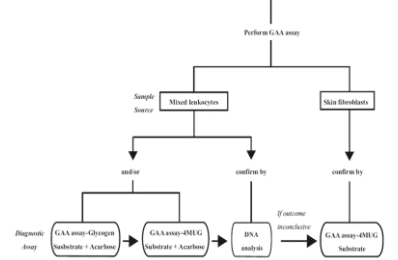 Perform GAA assay
Sample
Source
Mixed leukocytes
Skin fibroblasts
and/or
confirm by
confirm by
If outcome
inconclusive
Diagnostic
Assay
GAA assay-Glycogen
Susbstrate + Acarbose
GAA assay-4MUG
Substrate + Acarbose
DNA
analysis
GAA assay-4MUG
Substrate